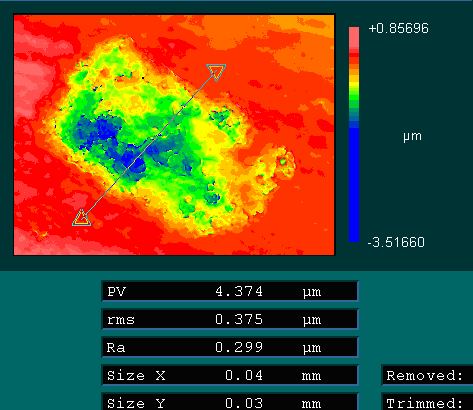 +0.85696
µm
-3.51660
PV 4.374 µm
rms 0.375 µm
Ra 0.299 µm
Size X 0.04 mm Removed:
Size Y 0.03 mm Trimmed: